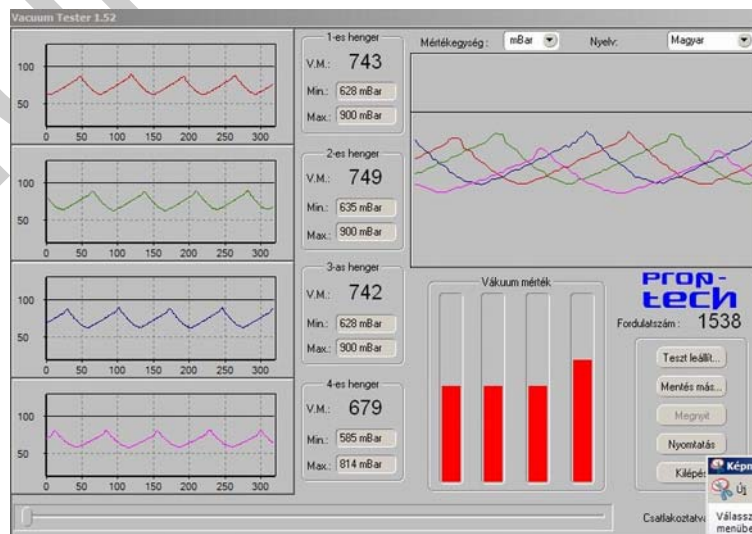 Vacuum Tester 1.52
100
50
0 50 100 150 200 250 300
100
50
0 50 100 150 200 250 300
100
50
0 50 100 150 200 250 300
100
50
0 50 100 150 200 250 300
1-es henger
V.M.: 743
Min.: 628 mBar
Max.: 900 mBar
2-es henger
V.M.: 749
Min.: 635 mBar
Max.: 900 mBar
3-as henger
V.M.: 742
Min.: 628 mBar
Max.: 900 mBar
4-es henger
V.M.: 679
Min.: 585 mBar
Max.: 814 mBar
Mértékegység : mBar Nyelv: Magyar
Vákuum mérték
prop-
tech
Fordulatszám : 1538
Teszt leállít...
Mentés más...
Megnyit
Nyomtatás
Kilépés
Új
Csatlakoztatva